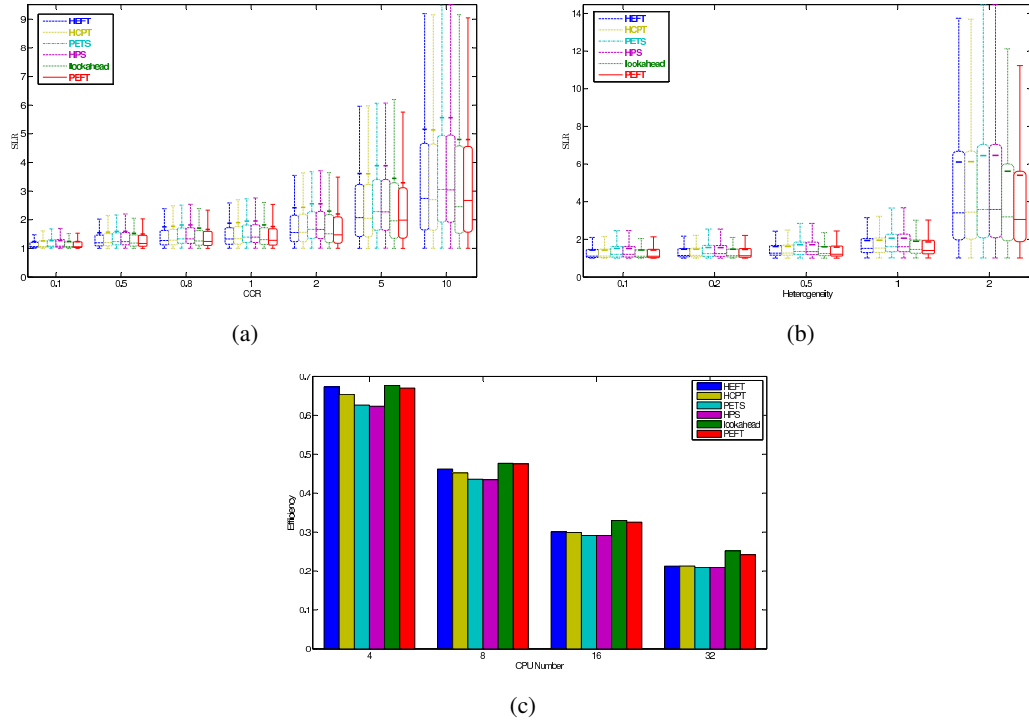 9
8
7
6
5
4
3
2
1
0
SLR
HEFT
HCPT
PETS
HPS
llookahead
PEFT
0.1 0.5 0.8 1 2 5 10
CCR
(a)
14
12
10
8
6
4
2
0
SLR
HEFT
HCPT
PETS
HPS
lookahead
PEFT
0.1 0.2 0.5 1 2
Heterogeneity
(b)
0.7
0.6
0.5
0.4
0.3
0.2
0.1
0
Efficiency
HEFT
HCPT
PETS
HPS
lookahead
PEFT
4 8 16 32
CPU Number
(c)